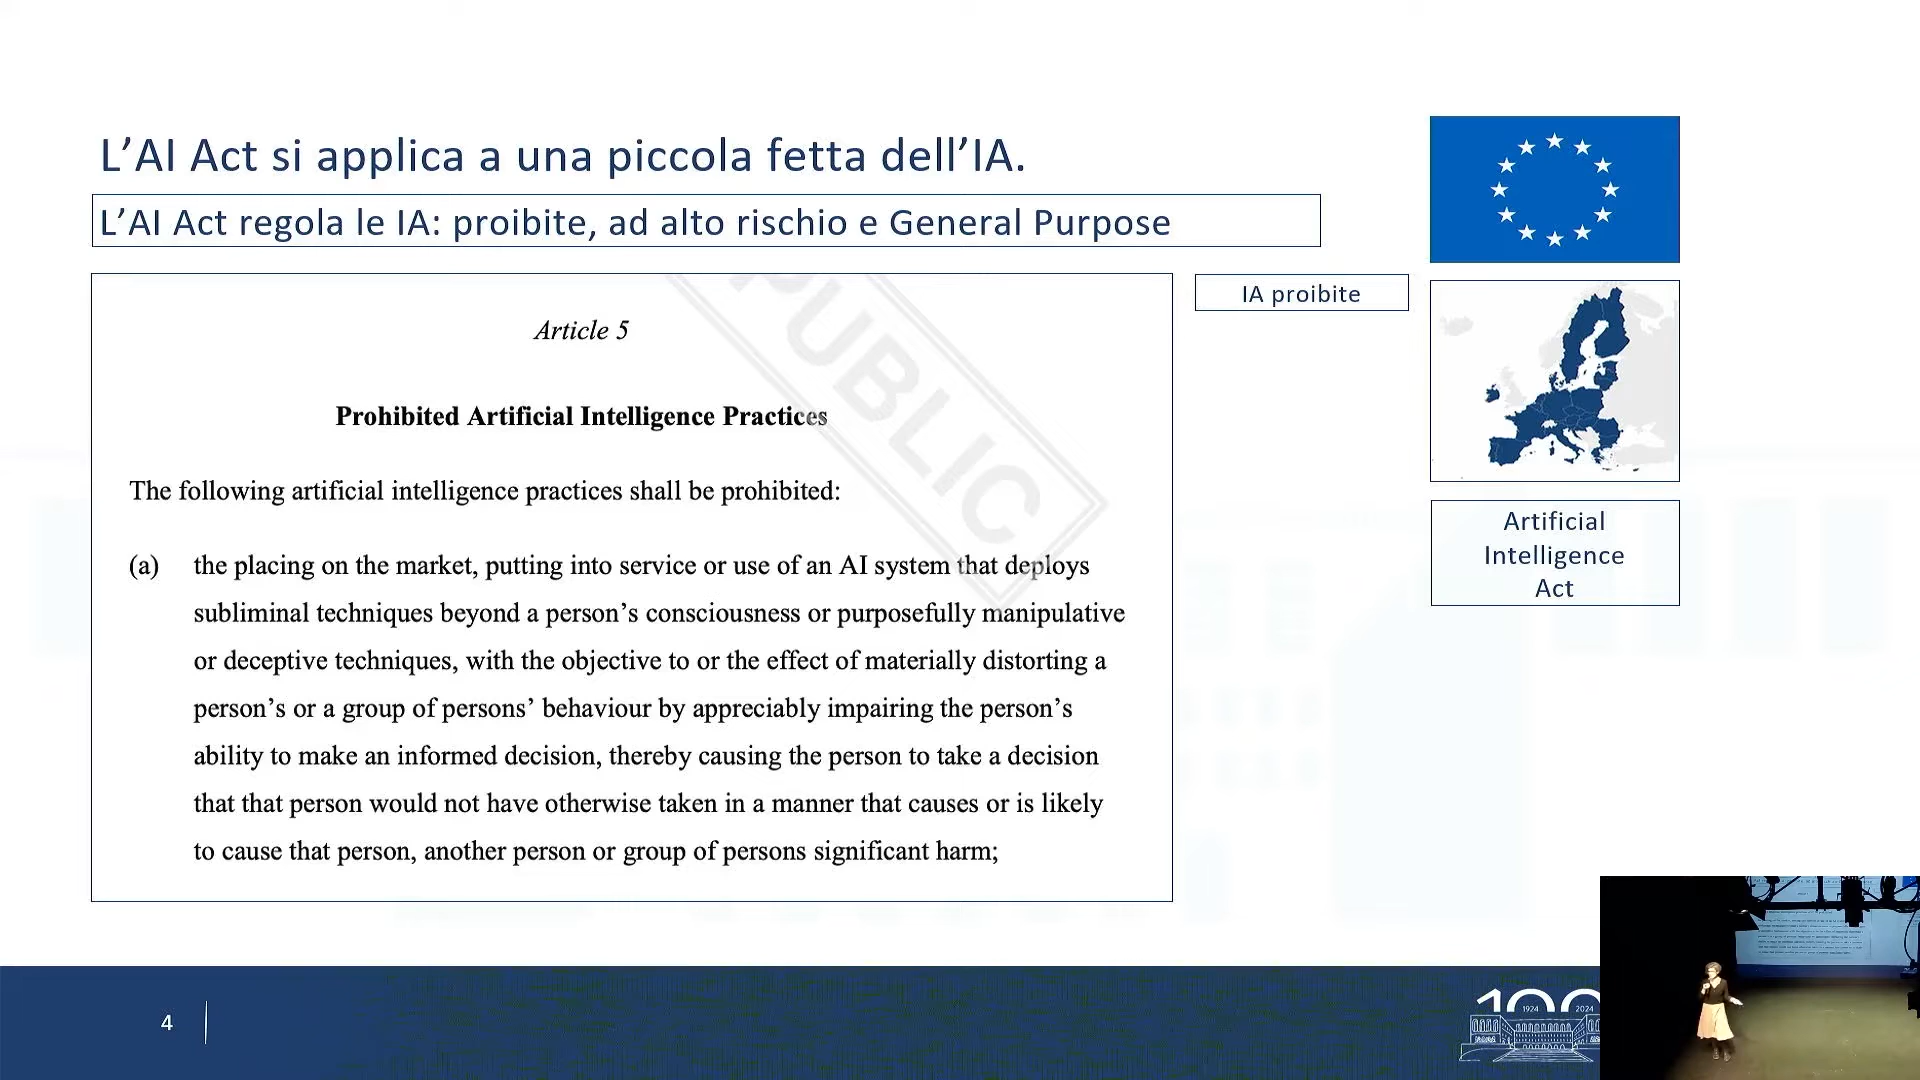 L’AI Act si applica a una piccola fetta dell’IA.
L’AI Act regola le IA: proibite, ad alto rischio e General Purpose
IA proibite
Article 5
PUBLIC
Prohibited Artificial Intelligence Practices
The following artificial intelligence practices shall be prohibited:
(a) the placing on the market, putting into service or use of an AI system that deploys
subliminal techniques beyond a person’s consciousness or purposefully manipulative
or deceptive techniques, with the objective to or the effect of materially distorting a
person’s or a group of persons’ behaviour by appreciably impairing the person’s
ability to make an informed decision, thereby causing the person to take a decision
that that person would not have otherwise taken in a manner that causes or is likely
to cause that person, another person or group of persons significant harm;
Artificial
Intelligence
Act
4
1924 2024